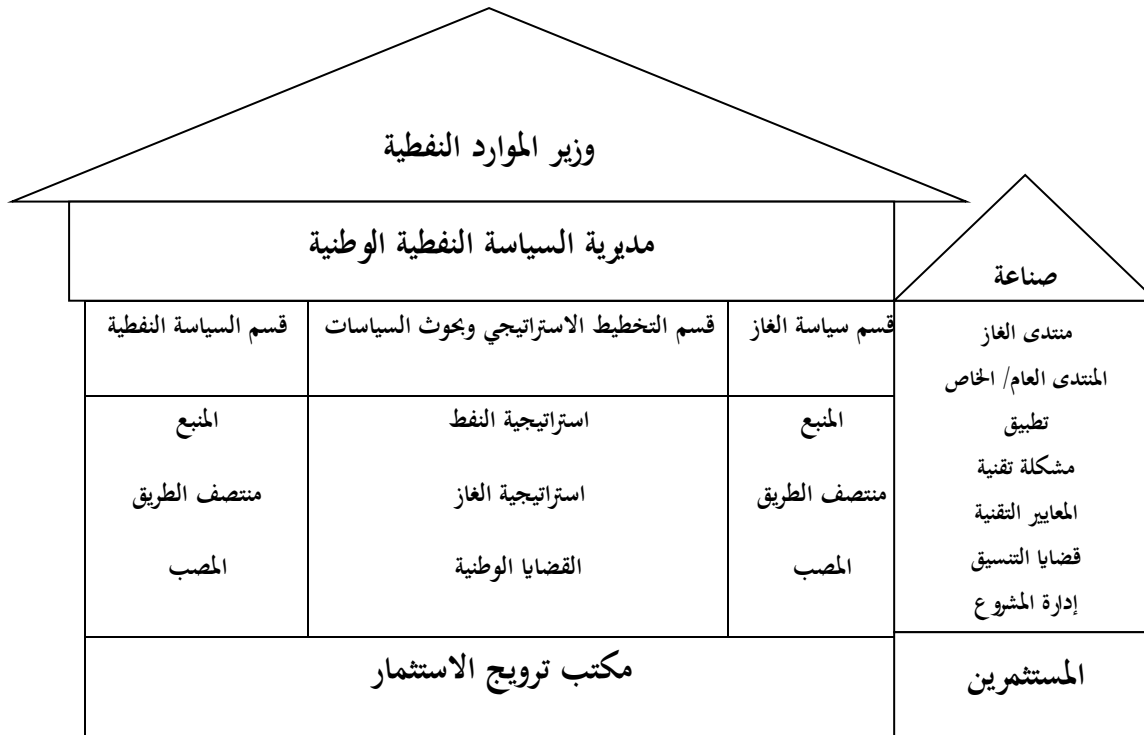 وزير الموارد النفطية
مديرية السياسة النفطية الوطنية
صناعة
قسم سياسة الغاز
قسم التخطيط الاستراتيجي وبحوث السياسات
قسم السياسة النفطية
المنبع
استراتيجية النفط
المنبع
منتصف الطريق
استراتيجية الغاز
منتصف الطريق
المصب
القضايا الوطنية
المصب
منتدى الغاز
المنتدى العام/ الخاص
تطبيق
مشكلة تقنية
المعايير التقنية
قضايا التنسيق
إدارة المشروع
المستثمرين
مكتب ترويج الاستثمار